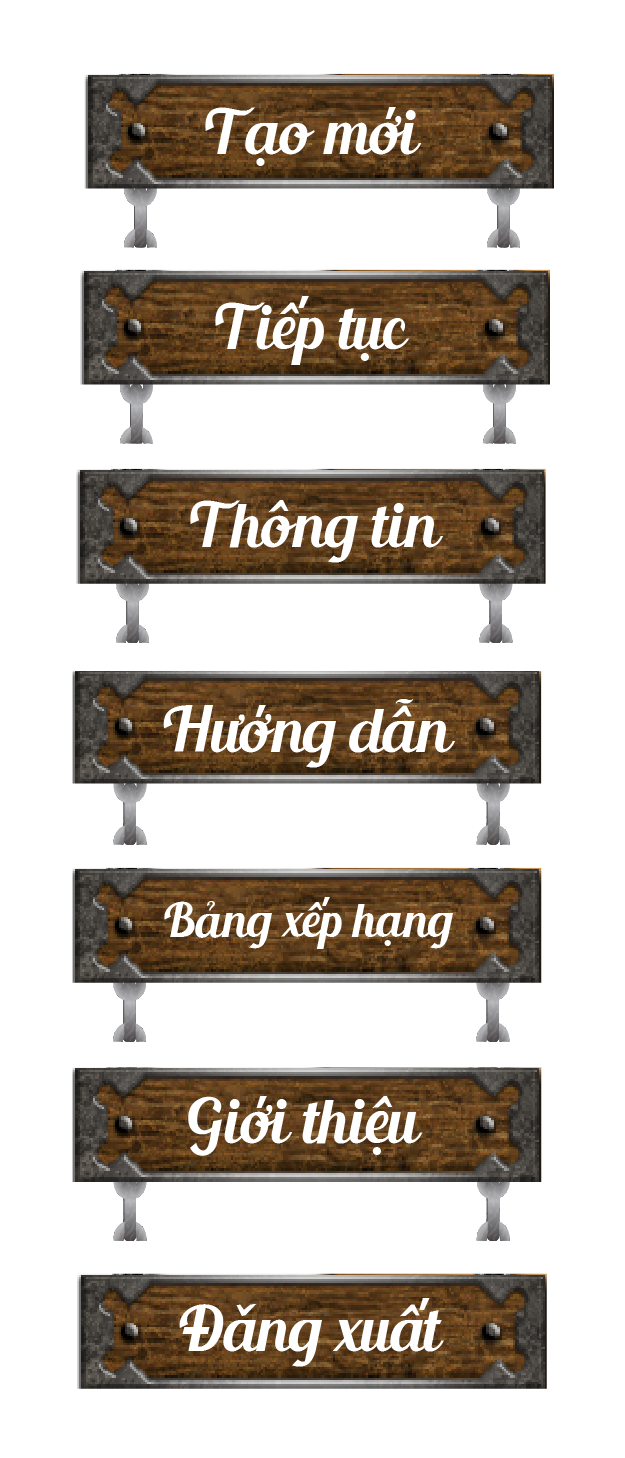 Tạo mới
Tiếp tục
Thông tin
Hướng dẫn
Bảng xếp hạng
Giới thiệu
Đăng xuất